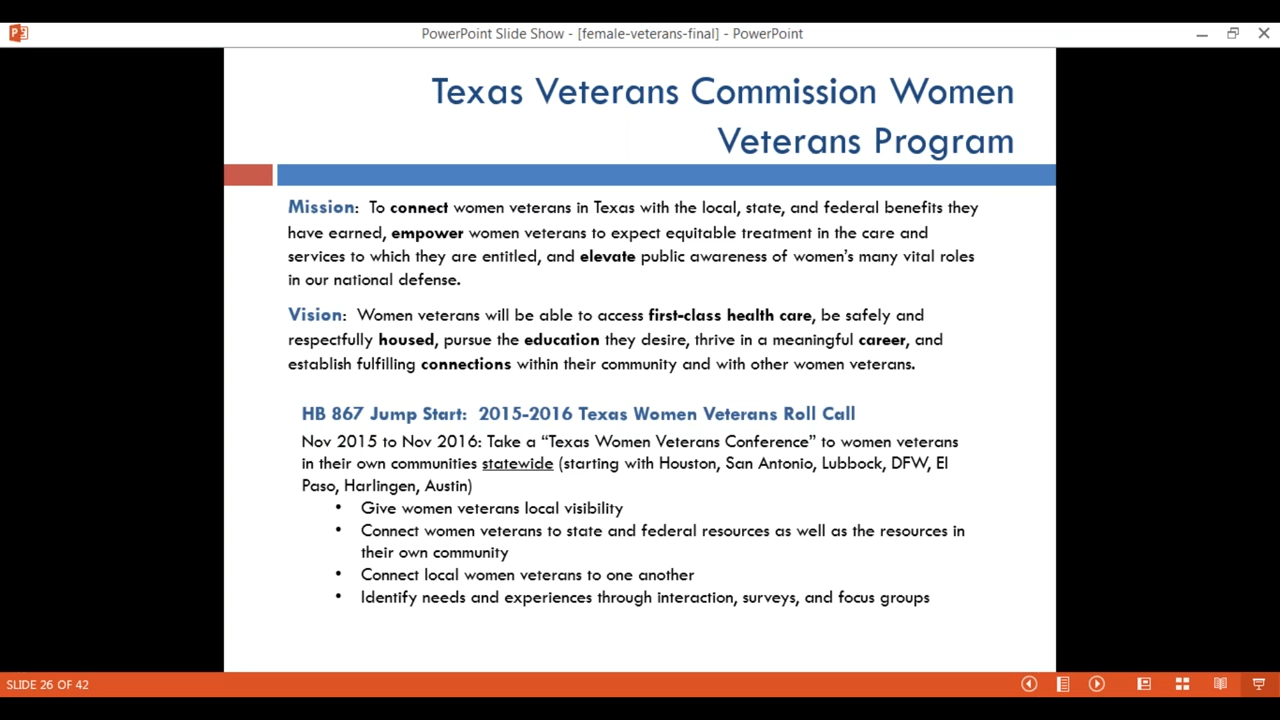 PowerPoint Slide Show - [female-veterans-final] - PowerPoint
Texas Veterans Commission Women
Veterans Program
Mission: To connect women veterans in Texas with the local, state, and federal benefits they
have earned, empower women veterans to expect equitable treatment in the care and
services to which they are entitled, and elevate public awareness of women's many vital roles
in our national defense.
Vision: Women veterans will be able to access first-class health care, be safely and
respectfully housed, pursue the education they desire, thrive in a meaningful career, and
establish fulfilling connections within their community and with other women veterans.
HB 867 Jump Start: 2015-2016 Texas Women Veterans Roll Call
Nov 2015 to Nov 2016: Take a “Texas Women Veterans Conference” to women veterans
in their own communities statewide (starting with Houston, San Antonio, Lubbock, DFW, El
Paso, Harlingen, Austin)
• Give women veterans local visibility
• Connect women veterans to state and federal resources as well as the resources in
their own community
• Connect local women veterans to one another
• Identify needs and experiences through interaction, surveys, and focus groups
SLIDE 26 OF 42